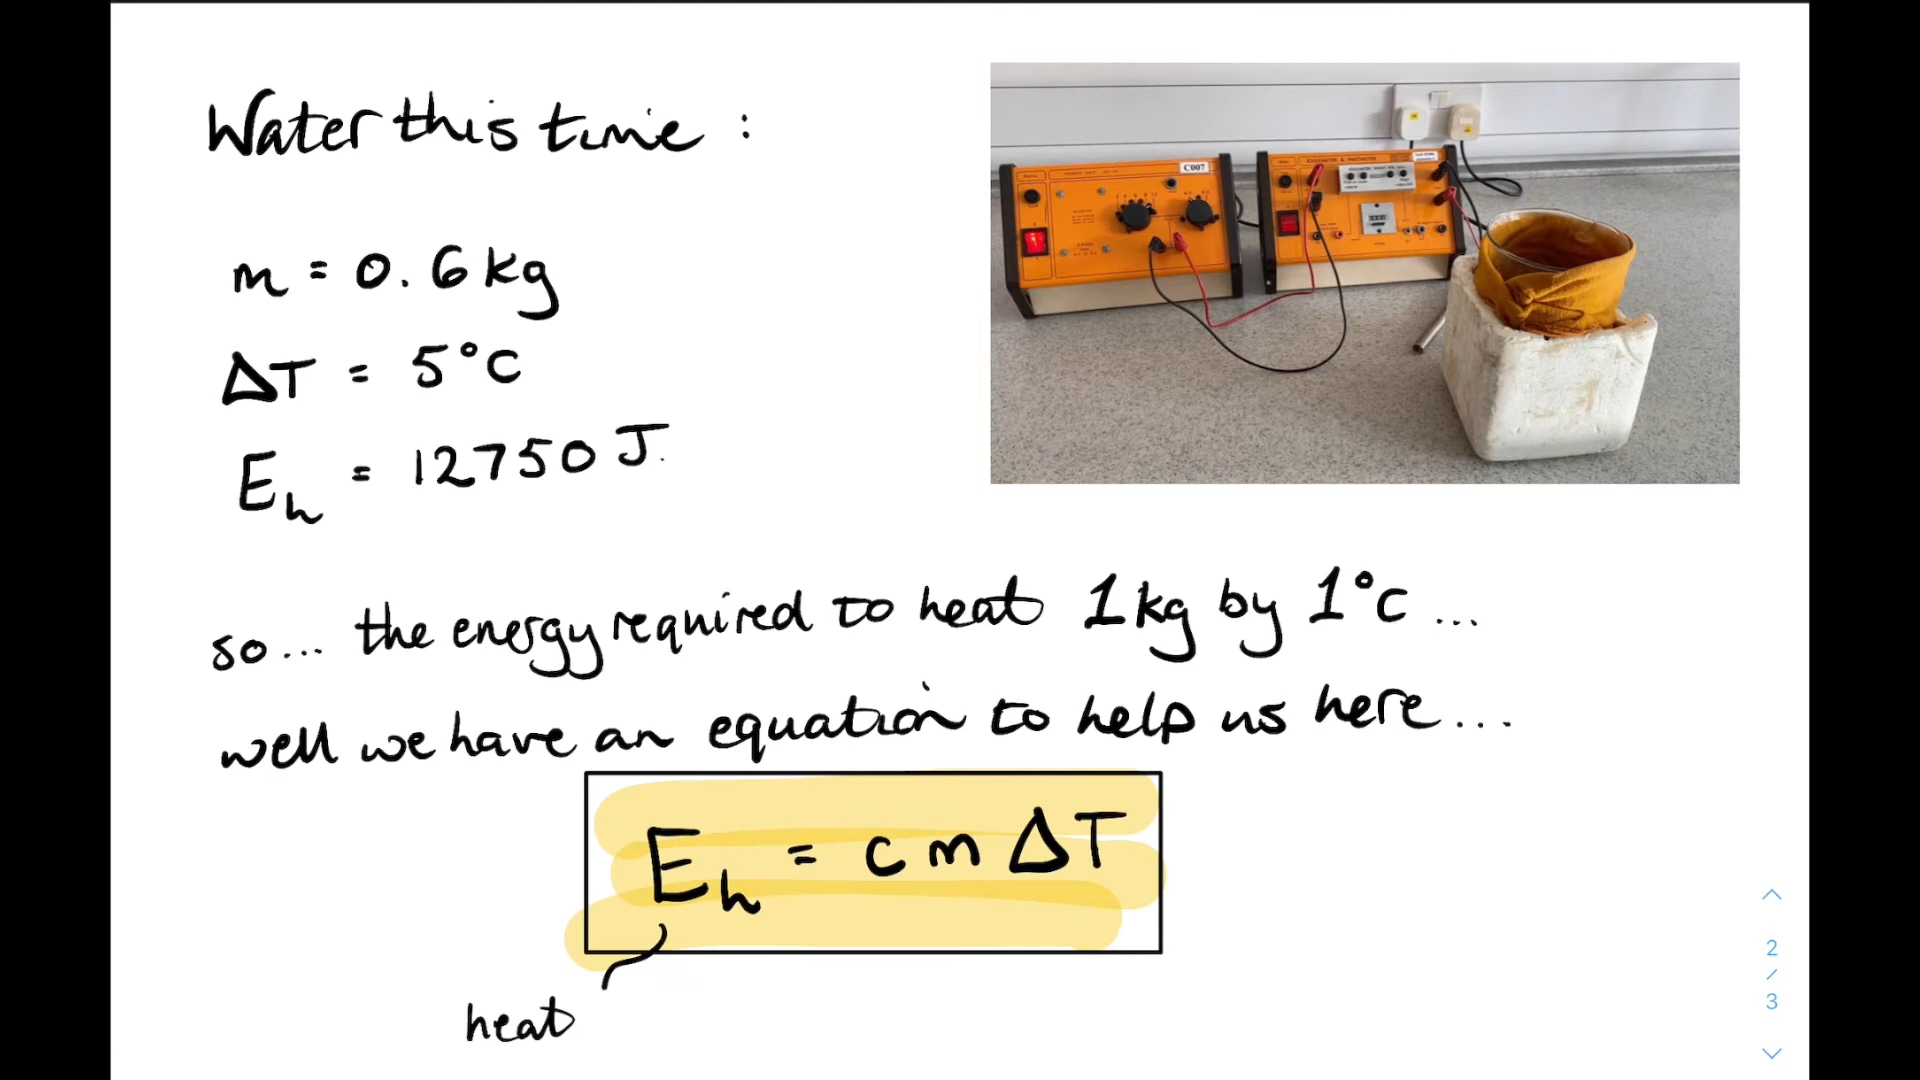 Water this time :
m = 0.6 kg
ΔT = 5°C
Eh = 12750 J.
C007
so... the energy required to heat 1kg by 1°C ...
well we have an equation to help us here ...
Eh = c m ΔT
heat
2
/
3